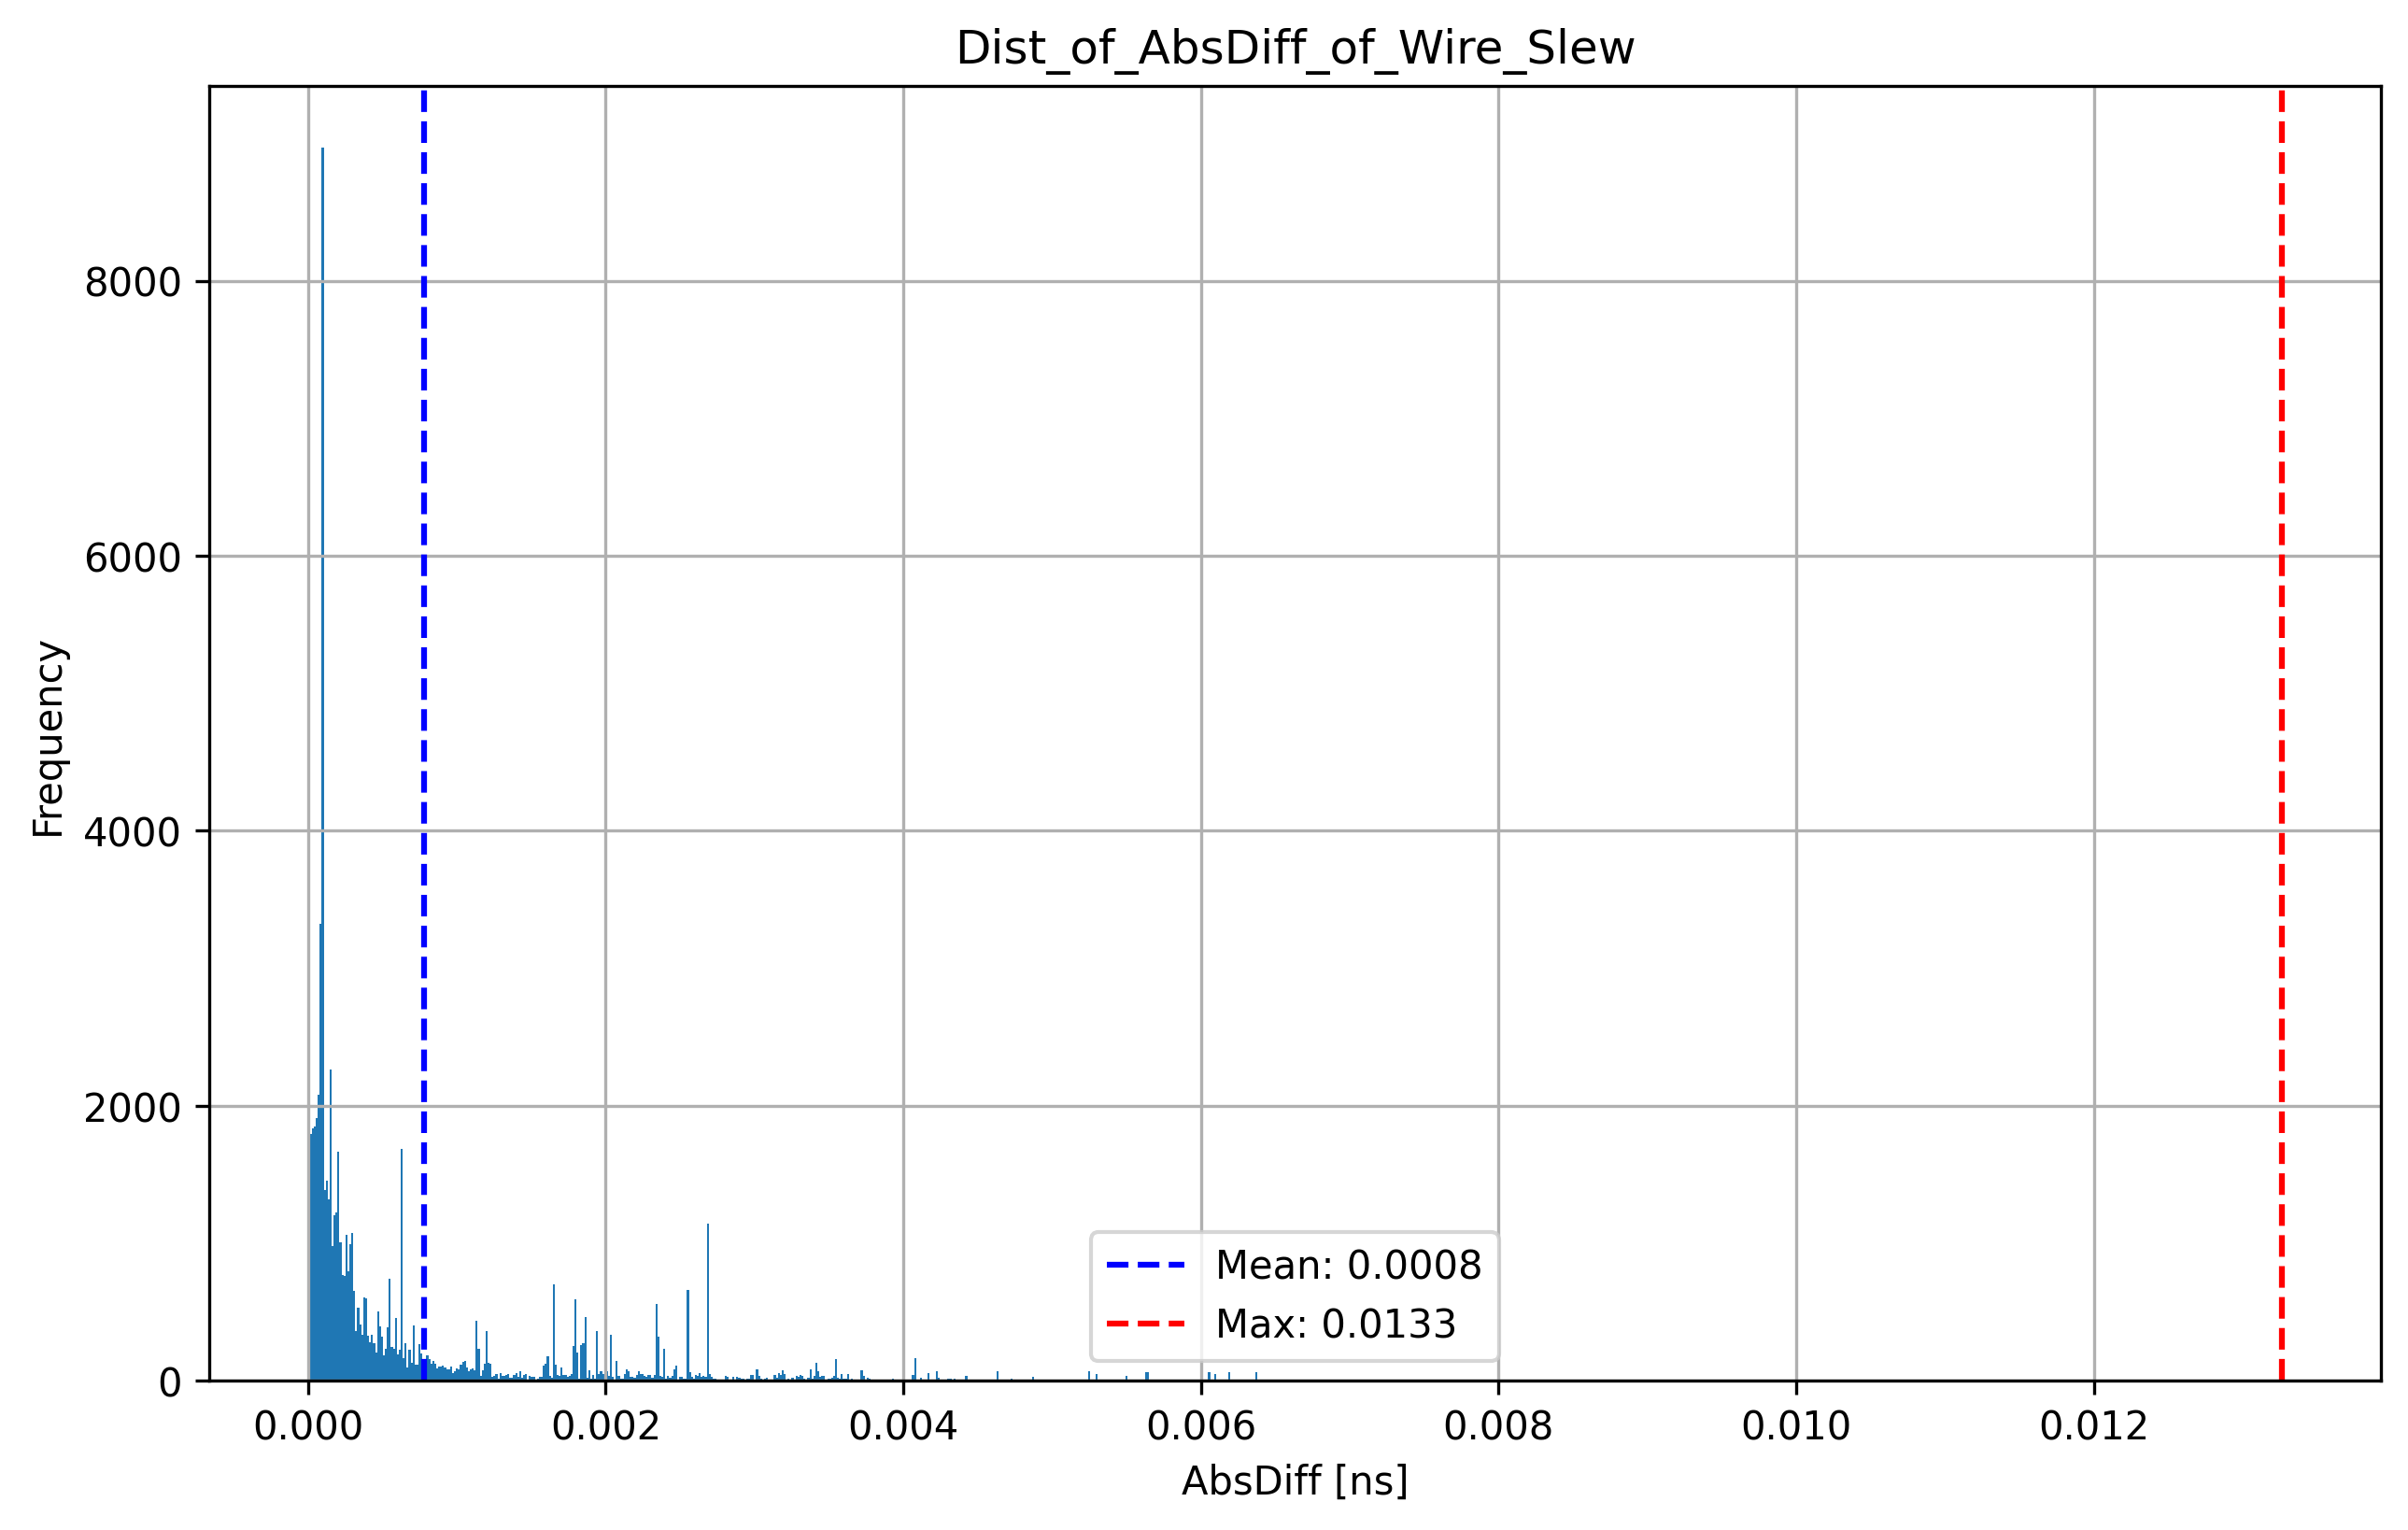 Dist_of_AbsDiff_of_Wire_Slew
Frequency
8000
6000
4000
2000
0
Mean: 0.0008
Max: 0.0133
0.000 0.002 0.004 0.006 0.008 0.010 0.012
AbsDiff [ns]